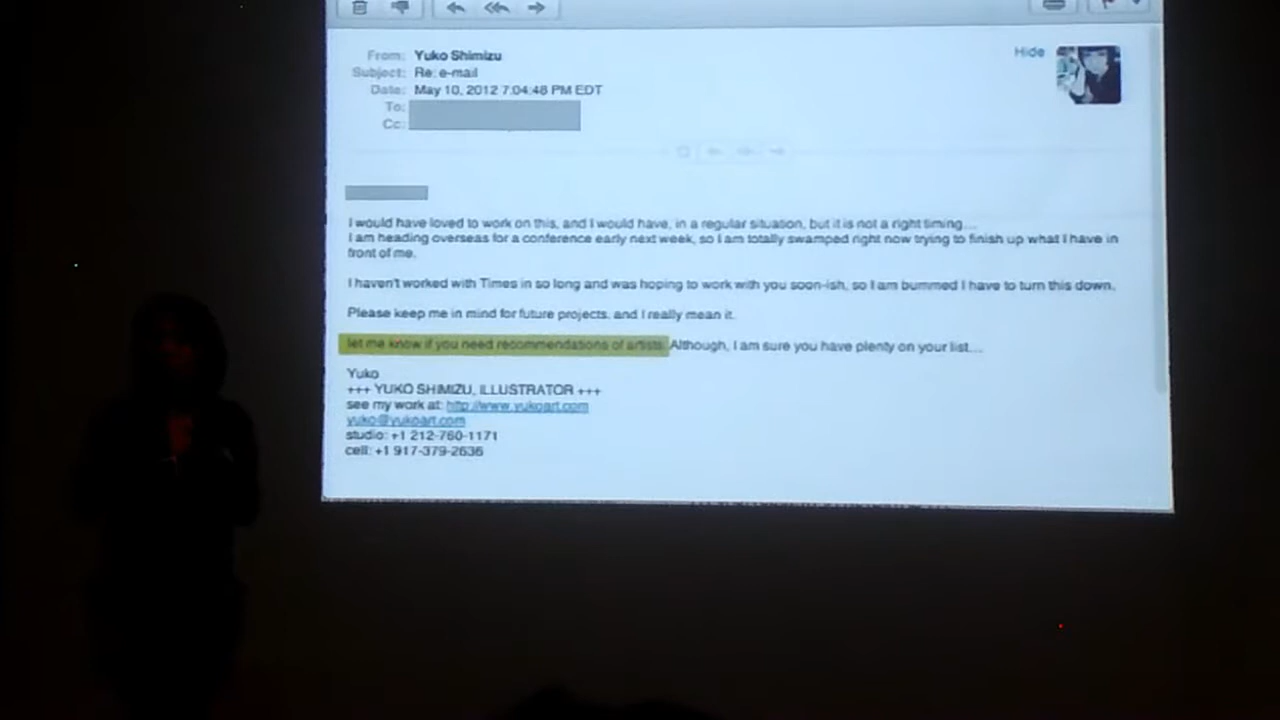 From: Yuko Shimizu
Hide
Subject: Re: e-mail
Date: May 10, 2012 7:04:48 PM EDT
To:
Cc:
I would have loved to work on this, and I would have, in a regular situation, but it is not a right timing...
I am heading overseas for a conference early next week, so I am totally swamped right now trying to finish up what I have in
front of me.
I haven't worked with Times in so long and was hoping to work with you soon-ish, so I am bummed I have to turn this down.
Please keep me in mind for future projects, and I really mean it.
let me know if you need recommendations of artists. Although, I am sure you have plenty on your list...
Yuko
+++ YUKO SHIMIZU, ILLUSTRATOR +++
see my work at: http://www.yukoart.com
yuko@yukoart.com
studio: +1 212-760-1171
cell: +1 917-379-2636